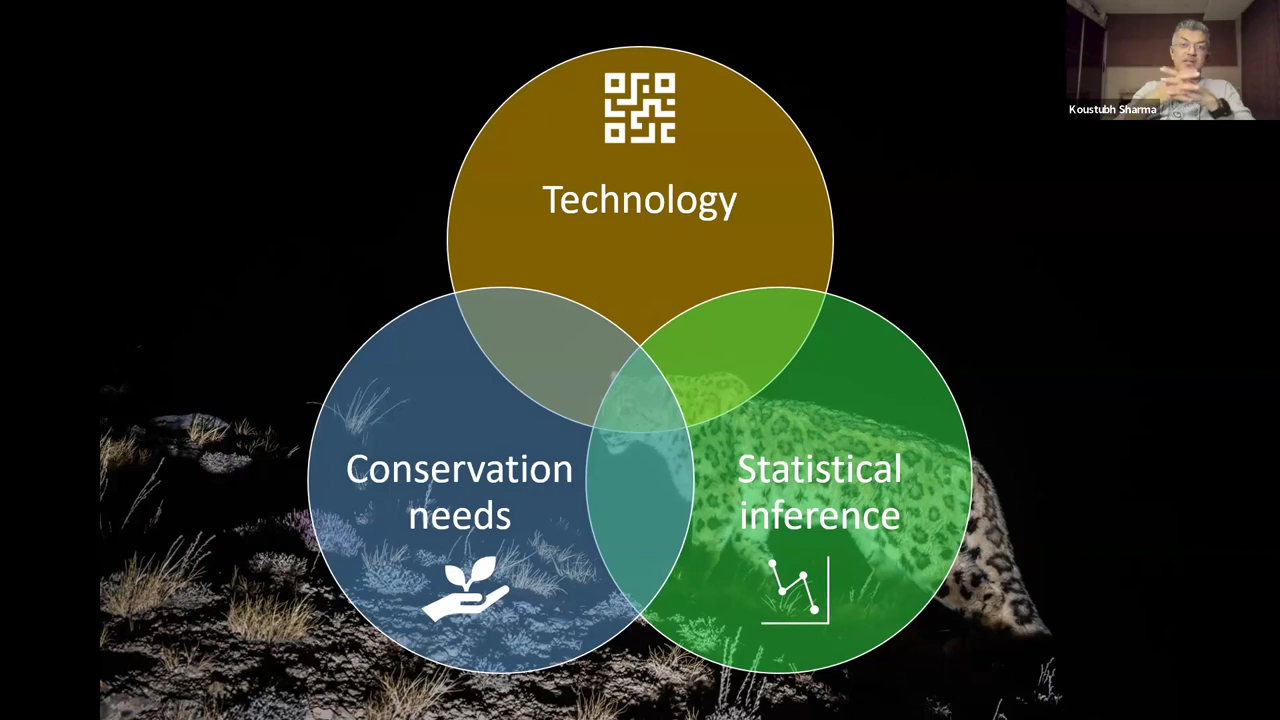 Koustubh Sharma
Technology
Conservation
needs
Statistical
inference